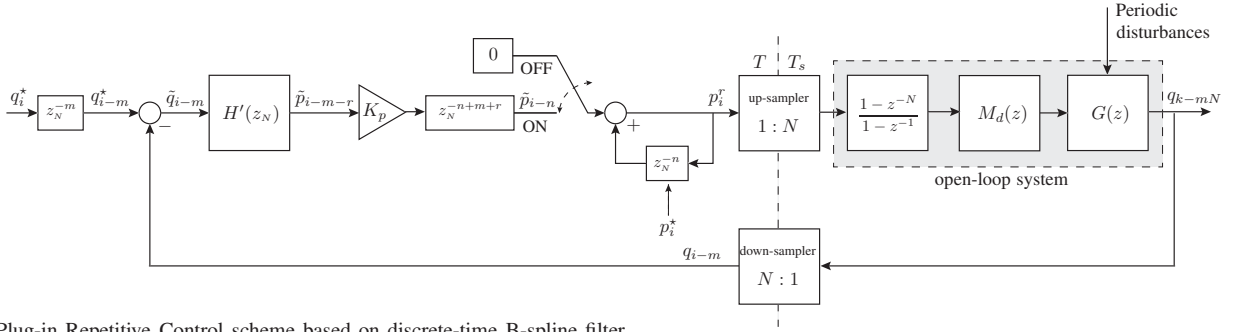 Periodic
disturbances
0
OFF
T
T_s
q_i^⋆
z_N^{-m}
q_{i-m}^⋆
q̃_{i-m}
−
H′(z_N)
p̃_{i-m-r}
K_p
z_N^{-n+m+r}
p̃_{i-n}
ON
+
p_i^r
up-sampler
1 : N
1 − z^{-N}
1 − z^{-1}
M_d(z)
G(z)
q_{k-mN}
z_N^{-n}
open-loop system
p_i^⋆
q_{i-m}
down-sampler
N : 1
Plug-in Repetitive Control scheme based on discrete-time B-spline filter